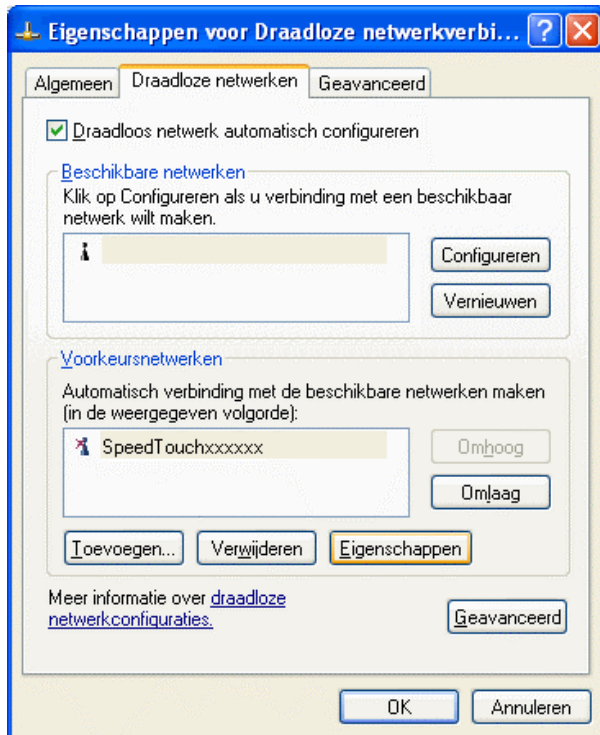 Eigenschappen voor Draadloze netwerkverbi...
Algemeen
Draadloze netwerken
Geavanceerd
Draadloos netwerk automatisch configureren
Beschikbare netwerken
Klik op Configureren als u verbinding met een beschikbaar
netwerk wilt maken.
Configureren
Vernieuwen
Voorkeursnetwerken
Automatisch verbinding met de beschikbare netwerken maken
(in de weergegeven volgorde):
SpeedTouchxxxxxx
Omhoog
Omlaag
Toevoegen...
Verwijderen
Eigenschappen
Meer informatie over draadloze
netwerkconfiguraties.
Geavanceerd
OK
Annuleren